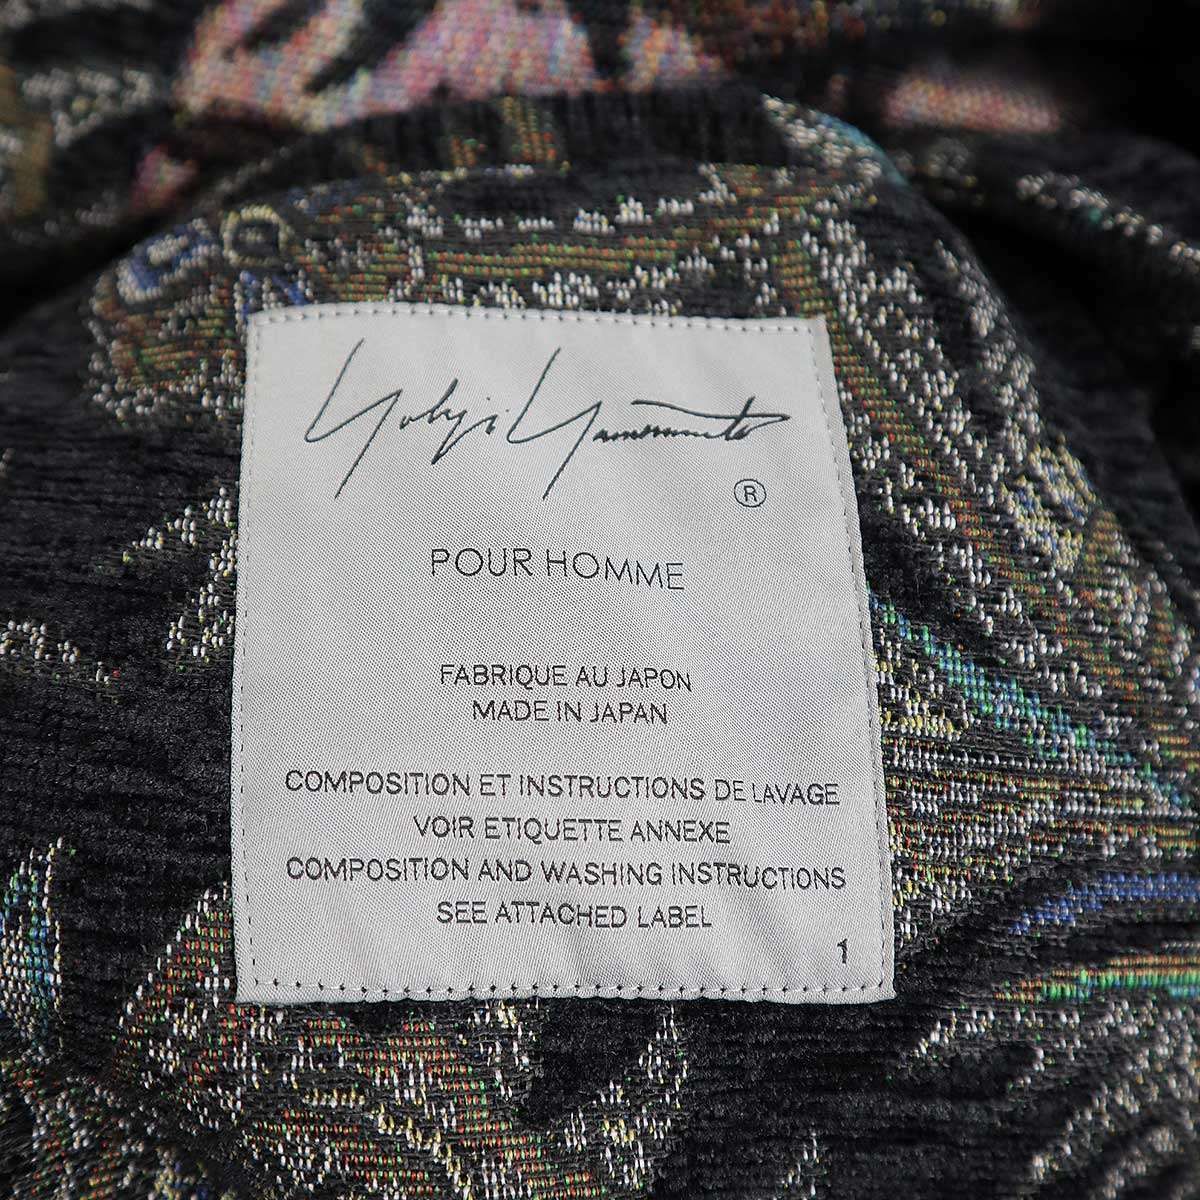 Yohji Yamamoto
®
POUR HOMME
FABRIQUE AU JAPON
MADE IN JAPAN
COMPOSITION ET INSTRUCTIONS DE LAVAGE
VOIR ETIQUETTE ANNEXE
COMPOSITION AND WASHING INSTRUCTIONS
SEE ATTACHED LABEL
1